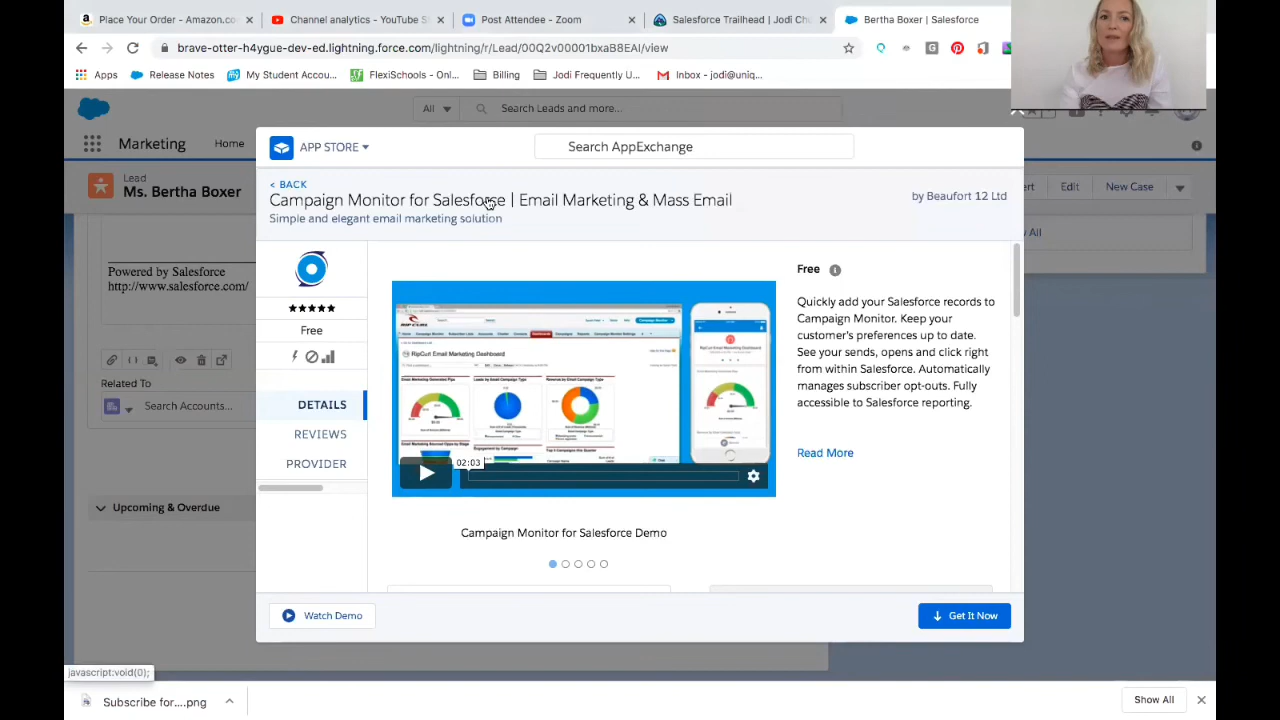 Place Your Order - Amazon.co
Channel analytics - YouTube S
Post Attendee - Zoom
Salesforce Trailhead | Jodi Ch
Bertha Boxer | Salesforce
brave-otter-h4ygue-dev-ed.lightning.force.com/lightning/r/Lead/00Q2v00001bxaB8EAI/view
Apps
Release Notes
My Student Accou...
FlexiSchools - Onl...
Billing
Jodi Frequently U...
Inbox - jodi@uniq...
All
Search Leads and more...
Marketing
Home
Lead
Ms. Bertha Boxer
Edit
New Case
APP STORE
Search AppExchange
< BACK
Campaign Monitor for Salesforce | Email Marketing & Mass Email
Simple and elegant email marketing solution
by Beaufort 12 Ltd
Powered by Salesforce
http://www.salesforce.com/
Free
DETAILS
REVIEWS
PROVIDER
Related To
Search Accounts...
Upcoming & Overdue
RipCurl Email Marketing Dashboard
02:03
Campaign Monitor for Salesforce Demo
Free
Quickly add your Salesforce records to
Campaign Monitor. Keep your
customer's preferences up to date.
See your sends, opens and click right
from within Salesforce. Automatically
manages subscriber opt-outs. Fully
accessible to Salesforce reporting.
Read More
Watch Demo
Get It Now
javascript:void(0);
Subscribe for....png
Show All